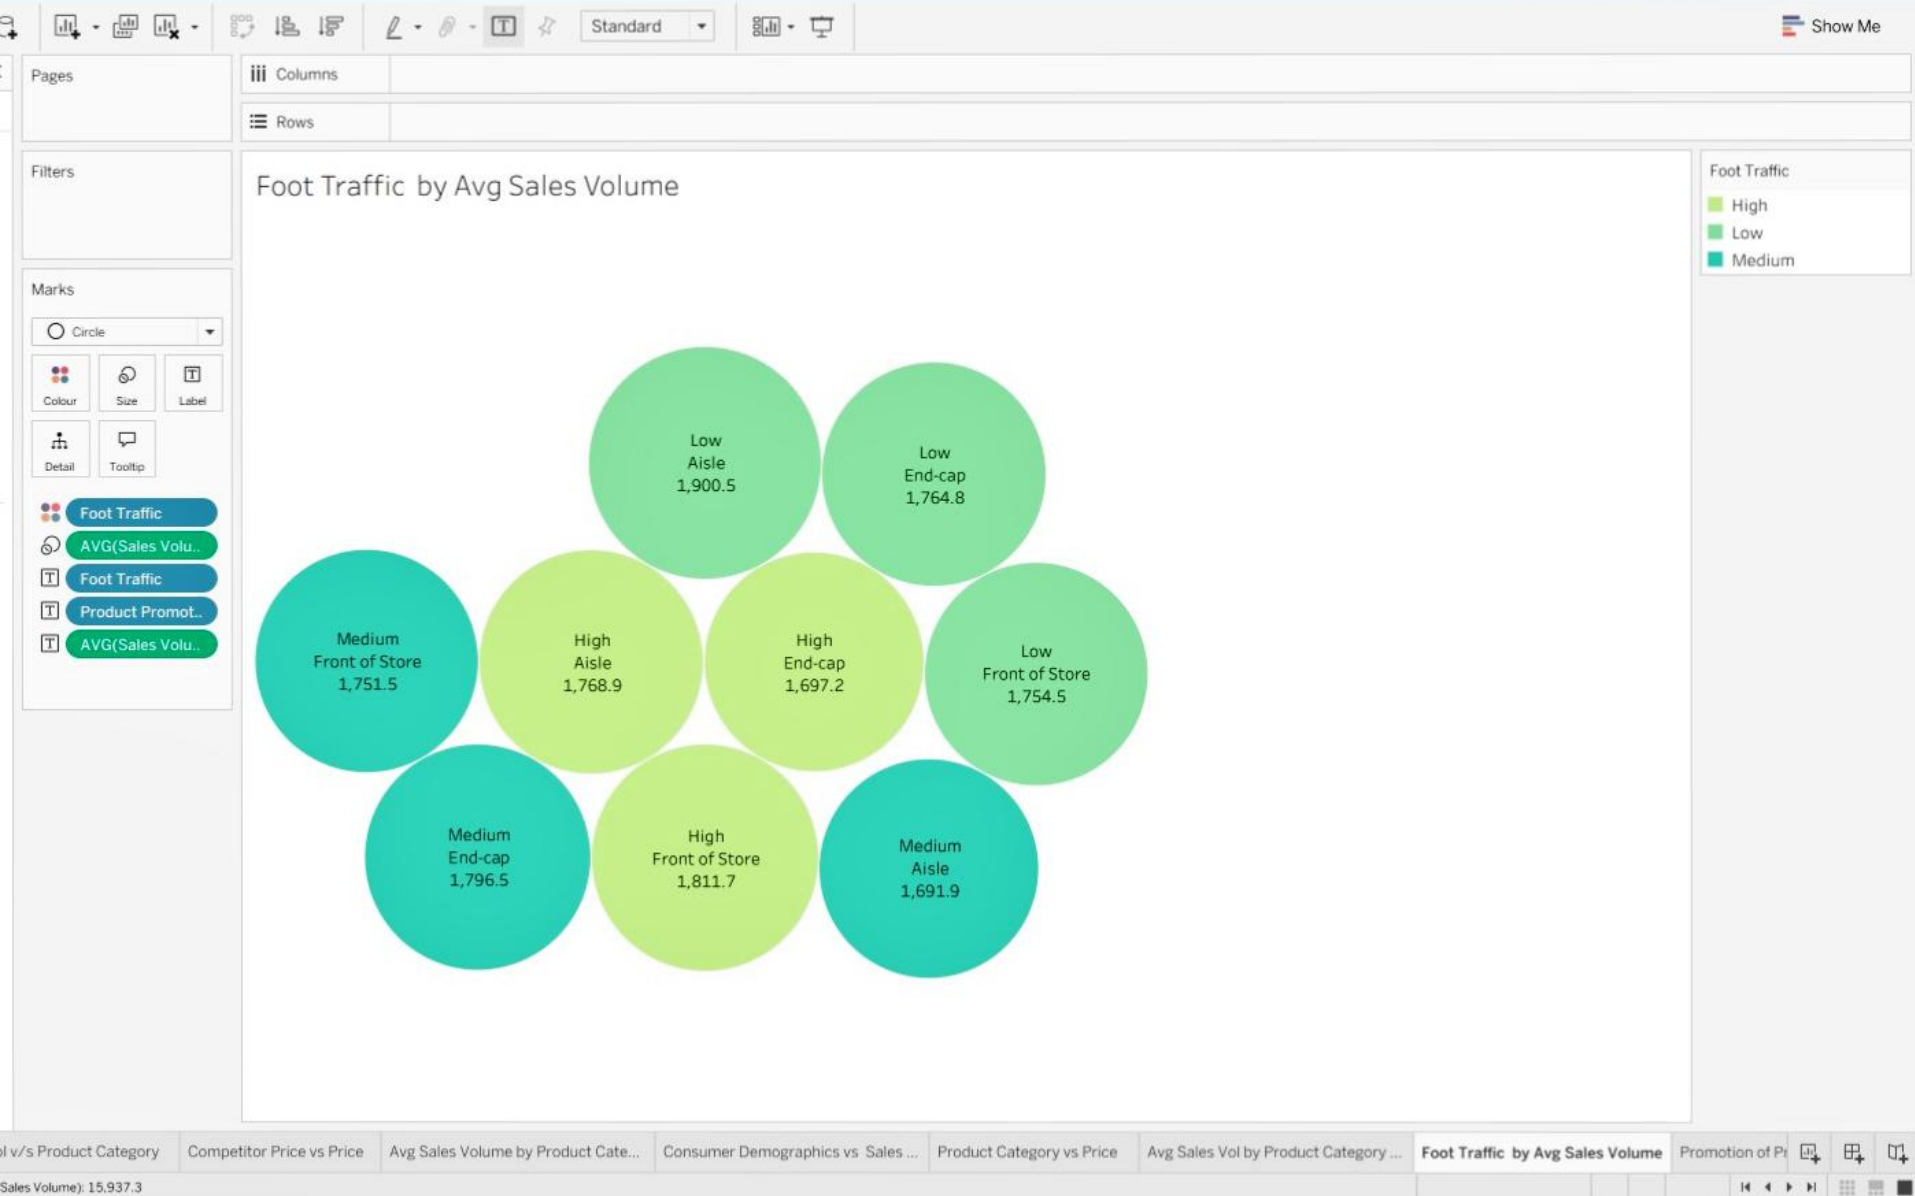 Standard
Show Me
Pages
Columns
Rows
Filters
Foot Traffic by Avg Sales Volume
Foot Traffic
High
Low
Medium
Marks
Circle
Colour
Size
Label
Detail
Tooltip
Foot Traffic
AVG(Sales Volu..
Foot Traffic
Product Promot..
AVG(Sales Volu..
Low
Aisle
1,900.5
Low
End-cap
1,764.8
Medium
Front of Store
1,751.5
High
Aisle
1,768.9
High
End-cap
1,697.2
Low
Front of Store
1,754.5
Medium
End-cap
1,796.5
High
Front of Store
1,811.7
Medium
Aisle
1,691.9
ol v/s Product Category
Competitor Price vs Price
Avg Sales Volume by Product Cate...
Consumer Demographics vs Sales ...
Product Category vs Price
Avg Sales Vol by Product Category ...
Foot Traffic by Avg Sales Volume
Promotion of Pr
Sales Volume): 15,937.3